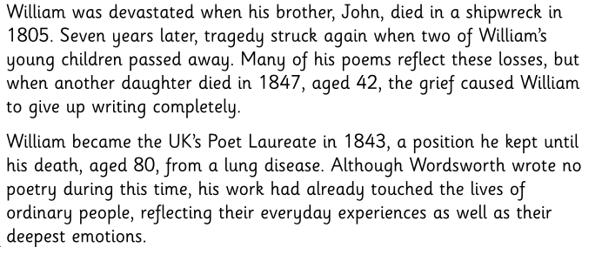 William was devastated when his brother, John, died in a shipwreck in
1805. Seven years later, tragedy struck again when two of William's
young children passed away. Many of his poems reflect these losses, but
when another daughter died in 1847, aged 42, the grief caused William
to give up writing completely.
William became the UK's Poet Laureate in 1843, a position he kept until
his death, aged 80, from a lung disease. Although Wordsworth wrote no
poetry during this time, his work had already touched the lives of
ordinary people, reflecting their everyday experiences as well as their
deepest emotions.